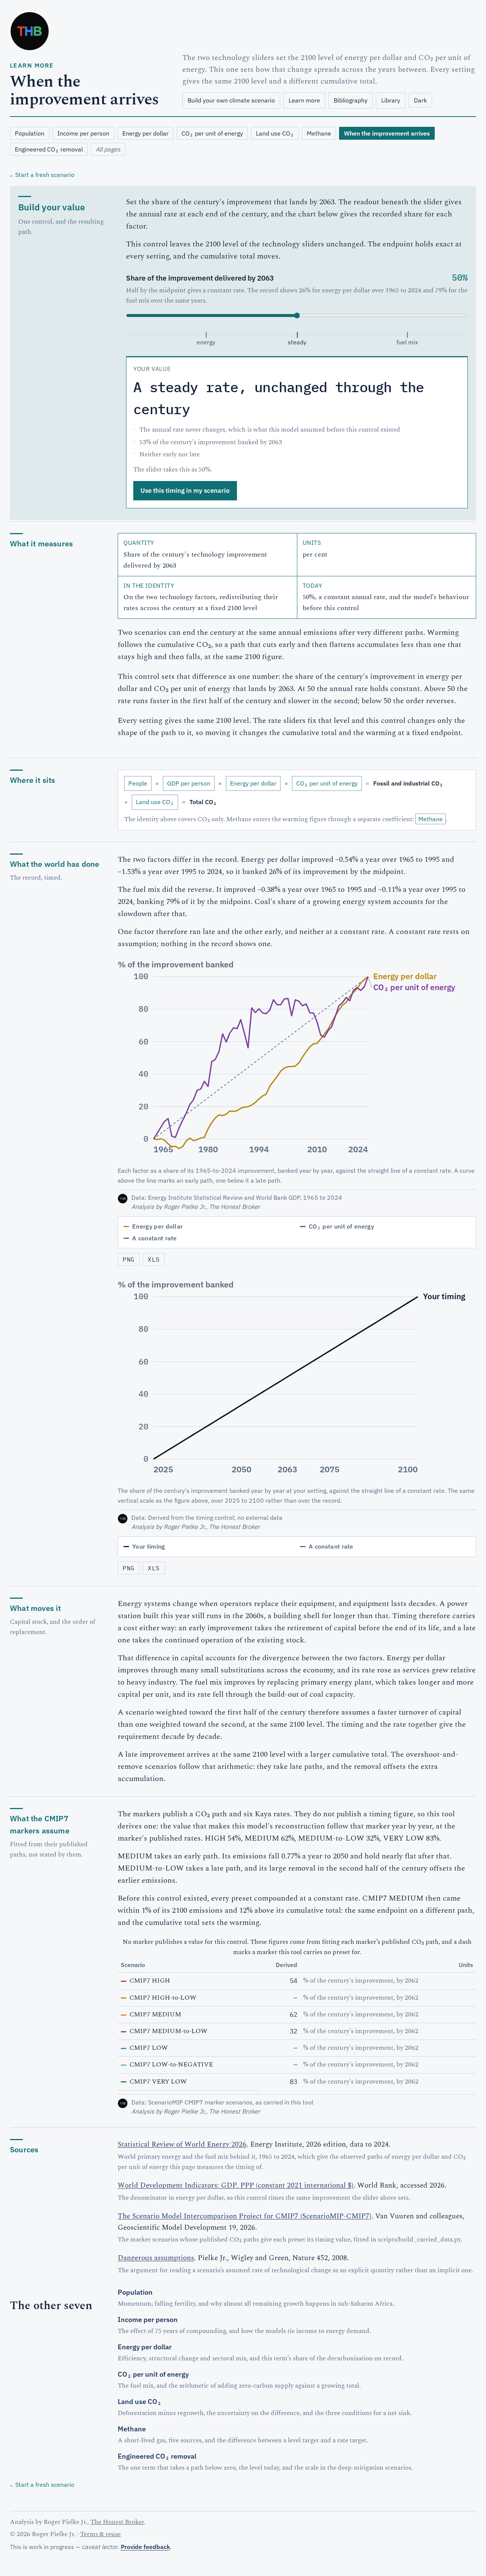 THB
LEARN MORE
When the
improvement arrives
The two technology sliders set the 2100 level of energy per dollar and CO₂ per unit of
energy. This one sets how that change spreads across the years between. Every setting
gives the same 2100 level and a different cumulative total.
Build your own climate scenario
Learn more
Bibliography
Library
Dark
Population
Income per person
Energy per dollar
CO₂ per unit of energy
Land use CO₂
Methane
When the improvement arrives
Engineered CO₂ removal
All pages
← Start a fresh scenario
Build your value
One control, and the resulting
path.
Set the share of the improvement that lands by 2063. The readout beneath the slider gives
the annual rate at each end of the century, and the chart below gives the recorded share for each
factor.
This control leaves the 2100 level of the technology sliders unchanged. The endpoint holds exact at
every setting, and the cumulative total moves.
Share of the improvement delivered by 2063
50%
Half by the midpoint gives a constant rate. The record shows 26% for energy per dollar over 1965 to 2024 and 79% for the
fuel mix over the same years.
energy
steady
fuel mix
YOUR VALUE
A steady rate, unchanged through the
century
The annual rate never changes, which is what this model assumed before this control existed
53% of the century's improvement banked by 2063
Neither early nor late
The slider takes this as 50%.
Use this timing in my scenario
What it measures
QUANTITY
Share of the century's technology improvement
delivered by 2063
UNITS
per cent
IN THE IDENTITY
On the two technology factors, redistributing their
rates across the century at a fixed 2100 level
TODAY
50%, a constant annual rate, and the model's behaviour
before this control
Two scenarios can end the century at the same annual emissions after very different paths. Warming
follows the cumulative CO₂, so a path that cuts early and then flattens accumulates less than one that
stays high and then falls, at the same 2100 figure.
This control sets that difference as one number: the share of the century's improvement in energy per
dollar and CO₂ per unit of energy that lands by 2063. At 50 the annual rate holds constant. Above 50 the
rate runs faster in the first half of the century and slower in the second; below 50 the order reverses.
Every setting gives the same 2100 level. The rate sliders fix that level and this control changes only the
shape of the path to it, so moving it changes the cumulative total and the warming at a fixed endpoint.
Where it sits
People × GDP per person × Energy per dollar × CO₂ per unit of energy = Fossil and industrial CO₂
+ Land use CO₂ = Total CO₂
The identity above covers CO₂ only. Methane enters the warming figure through a separate coefficient: Methane.
What the world has done
The record, timed.
The two factors differ in the record. Energy per dollar improved −0.54% a year over 1965 to 1995 and
−1.53% a year over 1995 to 2024, so it banked 26% of its improvement by the midpoint.
The fuel mix did the reverse. It improved −0.38% a year over 1965 to 1995 and −0.11% a year over 1995 to
2024, banking 79% of it by the midpoint. Coal's share of a growing energy system accounts for the
slowdown after that.
One factor therefore ran late and the other early, and neither at a constant rate. A constant rate rests on
assumption; nothing in the record shows one.
% of the improvement banked
100
80
60
40
20
0
1965
1980
1994
2010
2024
Energy per dollar
CO₂ per unit of energy
Each factor as a share of its 1965-to-2024 improvement, banked year by year, against the straight line of a constant rate. A curve
above the line marks an early path, one below it a late path.
THB
Data: Energy Institute Statistical Review and World Bank GDP, 1965 to 2024
Analysis by Roger Pielke Jr., The Honest Broker
Energy per dollar
CO₂ per unit of energy
A constant rate
PNG
XLS
% of the improvement banked
100
80
60
40
20
0
2025
2050
2063
2075
2100
Your timing
The share of the century's improvement banked year by year at your setting, against the straight line of a constant rate. The same
vertical scale as the figure above, over 2025 to 2100 rather than over the record.
THB
Data: Derived from the timing control; no external data
Analysis by Roger Pielke Jr., The Honest Broker
Your timing
A constant rate
PNG
XLS
What moves it
Capital stock, and the order of
replacement.
Energy systems change when operators replace their equipment, and equipment lasts decades. A power
station built this year still runs in the 2060s, a building shell for longer than that. Timing therefore carries
a cost either way: an early improvement takes the retirement of capital before the end of its life, and a late
one takes the continued operation of the existing stock.
That difference in capital accounts for the divergence between the two factors. Energy per dollar
improves through many small substitutions across the economy, and its rate rose as services grew relative
to heavy industry. The fuel mix improves by replacing primary energy plant, which takes longer and more
capital per unit, and its rate fell through the build-out of coal capacity.
A scenario weighted toward the first half of the century therefore assumes a faster turnover of capital
than one weighted toward the second, at the same 2100 level. The timing and the rate together give the
requirement decade by decade.
A late improvement arrives at the same 2100 level with a larger cumulative total. The overshoot-and-
remove scenarios follow that arithmetic: they take late paths, and the removal offsets the extra
accumulation.
What the CMIP7
markers assume
Fitted from their published
paths, not stated by them.
The markers publish a CO₂ path and six Kaya rates. They do not publish a timing figure, so this tool
derives one: the value that makes this model's reconstruction follow that marker year by year, at the
marker's published rates. HIGH 54%, MEDIUM 62%, MEDIUM-to-LOW 32%, VERY LOW 83%.
MEDIUM takes an early path. Its emissions fall 0.77% a year to 2050 and hold nearly flat after that.
MEDIUM-to-LOW takes a late path, and its large removal in the second half of the century offsets the
earlier emissions.
Before this control existed, every preset compounded at a constant rate. CMIP7 MEDIUM then came
within 1% of its 2100 emissions and 12% above its cumulative total: the same endpoint on a different path,
and the cumulative total sets the warming.
No marker publishes a value for this control. These figures come from fitting each marker's published CO₂ path, and a dash
marks a marker this tool carries no preset for.
Scenario Derived Units
CMIP7 HIGH 54 % of the century's improvement, by 2062
CMIP7 HIGH-to-LOW — % of the century's improvement, by 2062
CMIP7 MEDIUM 62 % of the century's improvement, by 2062
CMIP7 MEDIUM-to-LOW 32 % of the century's improvement, by 2062
CMIP7 LOW — % of the century's improvement, by 2062
CMIP7 LOW-to-NEGATIVE — % of the century's improvement, by 2062
CMIP7 VERY LOW 83 % of the century's improvement, by 2062
THB
Data: ScenarioMIP CMIP7 marker scenarios, as carried in this tool
Analysis by Roger Pielke Jr., The Honest Broker
Sources
Statistical Review of World Energy 2026. Energy Institute, 2026 edition, data to 2024.
World primary energy and the fuel mix behind it, 1965 to 2024, which give the observed paths of energy per dollar and CO₂
per unit of energy this page measures the timing of.
World Development Indicators: GDP, PPP (constant 2021 international $). World Bank, accessed 2026.
The denominator in energy per dollar, so this control times the same improvement the slider above sets.
The Scenario Model Intercomparison Project for CMIP7 (ScenarioMIP-CMIP7). Van Vuuren and colleagues,
Geoscientific Model Development 19, 2026.
The marker scenarios whose published CO₂ paths give each preset its timing value, fitted in scripts/build_carried_data.py.
Dangerous assumptions. Pielke Jr., Wigley and Green, Nature 452, 2008.
The argument for reading a scenario's assumed rate of technological change as an explicit quantity rather than an implicit one.
The other seven
Population
Momentum, falling fertility, and why almost all remaining growth happens in sub-Saharan Africa.
Income per person
The effect of 75 years of compounding, and how the models tie income to energy demand.
Energy per dollar
Efficiency, structural change and sectoral mix, and this term's share of the decarbonisation on record.
CO₂ per unit of energy
The fuel mix, and the arithmetic of adding zero-carbon supply against a growing total.
Land use CO₂
Deforestation minus regrowth, the uncertainty on the difference, and the three conditions for a net sink.
Methane
A short-lived gas, five sources, and the difference between a level target and a rate target.
Engineered CO₂ removal
The one term that takes a path below zero, the level today, and the scale in the deep-mitigation scenarios.
← Start a fresh scenario
Analysis by Roger Pielke Jr., The Honest Broker.
© 2026 Roger Pielke Jr. · Terms & reuse
This is work in progress — caveat lector. Provide feedback.